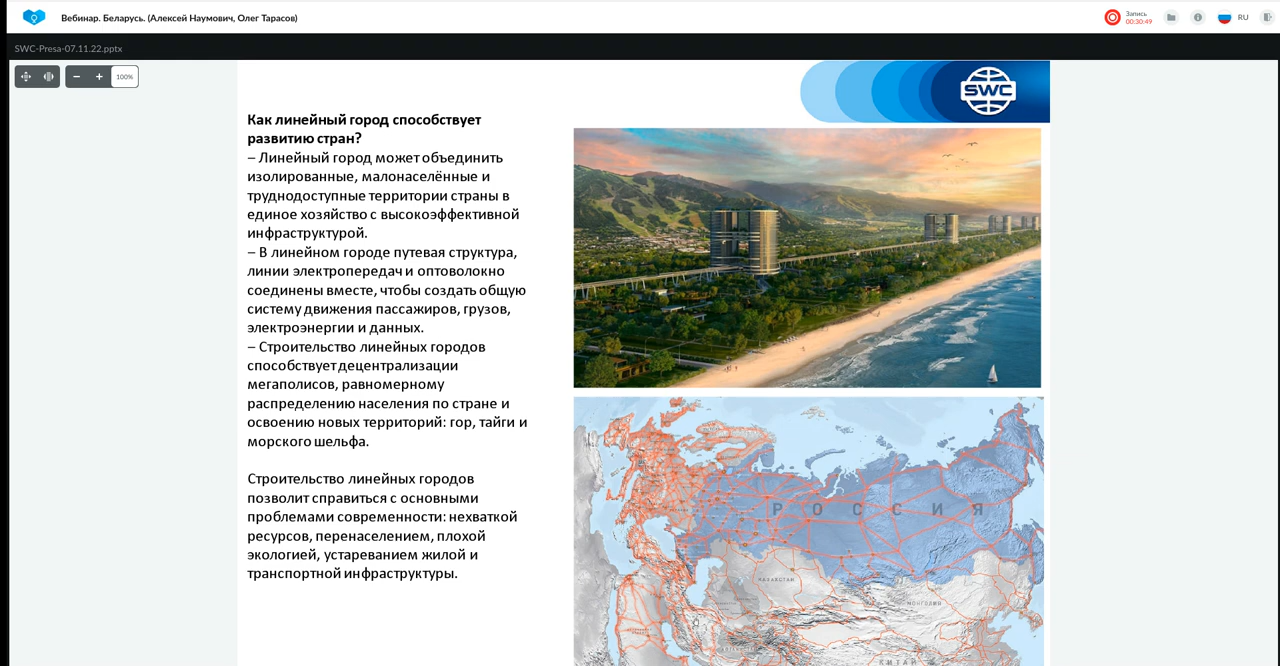 Вебинар. Беларусь. (Алексей Наумович, Олег Тарасов)
Запись
00:30:49
RU
SWC-Presa-07.11.22.pptx
100%
SWC
Как линейный город способствует
развитию стран?
– Линейный город может объединить
изолированные, малонаселённые и
труднодоступные территории страны в
единое хозяйство с высокоэффективной
инфраструктурой.
– В линейном городе путевая структура,
линии электропередач и оптоволокно
соединены вместе, чтобы создать общую
систему движения пассажиров, грузов,
электроэнергии и данных.
– Строительство линейных городов
способствует децентрализации
мегаполисов, равномерному
распределению населения по стране и
освоению новых территорий: гор, тайги и
морского шельфа.
Строительство линейных городов
позволит справиться с основными
проблемами современности: нехваткой
ресурсов, перенаселением, плохой
экологией, устареванием жилой и
транспортной инфраструктуры.
РОССИЯ
КАЗАХСТАН
МОНГОЛИЯ
КИТАЙ